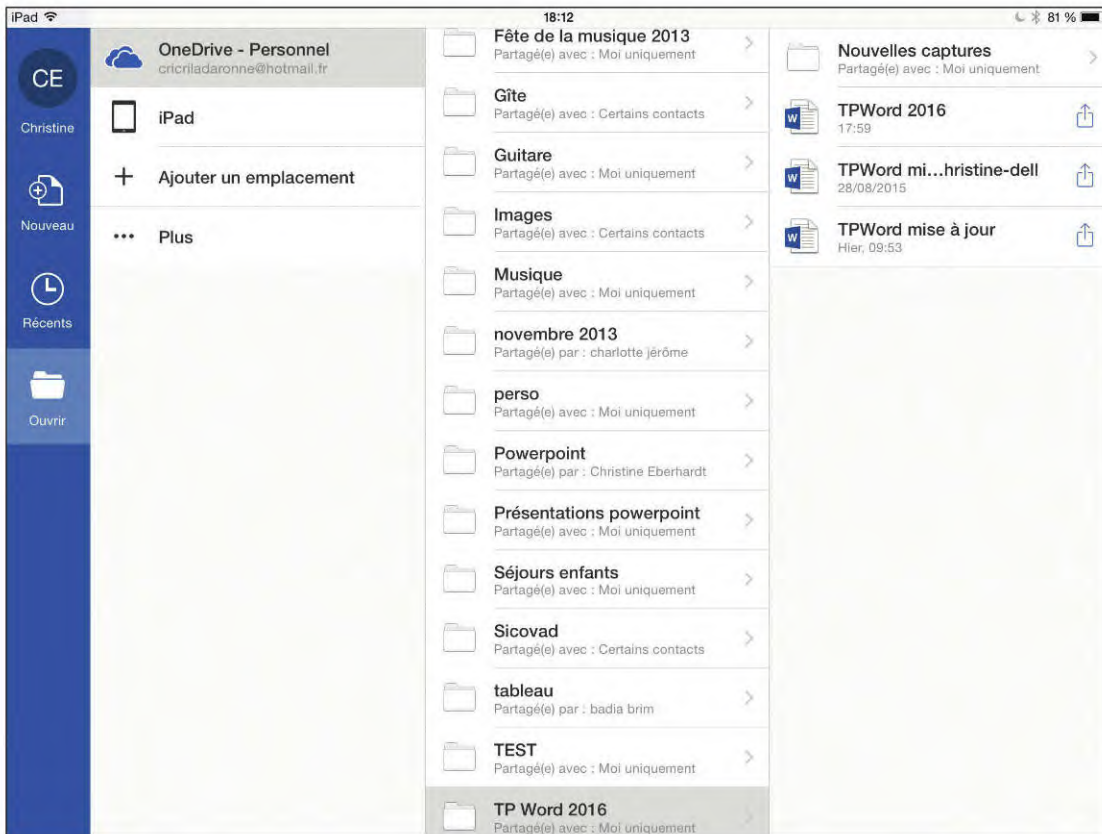 iPad
18:12
81 %
CE
Christine
Nouveau
Récents
Ouvrir
OneDrive - Personnel
cricriladaronne@hotmail.fr
iPad
Ajouter un emplacement
Plus
Fête de la musique 2013
Partagé(e) avec : Moi uniquement
Gîte
Partagé(e) avec : Certains contacts
Guitare
Partagé(e) avec : Moi uniquement
Images
Partagé(e) avec : Certains contacts
Musique
Partagé(e) avec : Moi uniquement
novembre 2013
Partagé(e) par : charlotte jérôme
perso
Partagé(e) avec : Moi uniquement
Powerpoint
Partagé(e) par : Christine Eberhardt
Présentations powerpoint
Partagé(e) avec : Moi uniquement
Séjours enfants
Partagé(e) avec : Moi uniquement
Sicovad
Partagé(e) avec : Certains contacts
tableau
Partagé(e) par : badia brim
TEST
Partagé(e) avec : Moi uniquement
TP Word 2016
Partagé(e) avec : Moi uniquement
Nouvelles captures
Partagé(e) avec : Moi uniquement
W
TPWord 2016
17:59
W
TPWord mi...hristine-dell
28/08/2015
W
TPWord mise à jour
Hier, 09:53